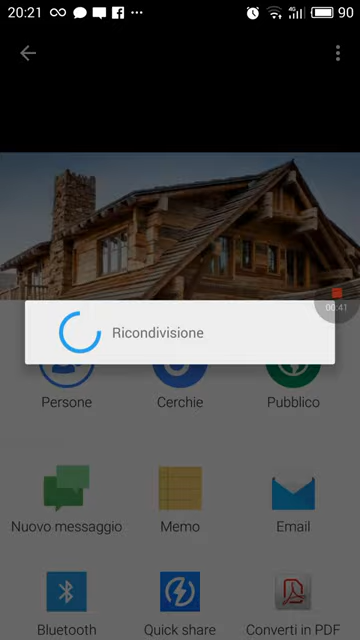 20:21
4G
90
00:41
Ricondivisione
Persone
Cerchie
Pubblico
Nuovo messaggio
Memo
Email
Bluetooth
Quick share
Converti in PDF